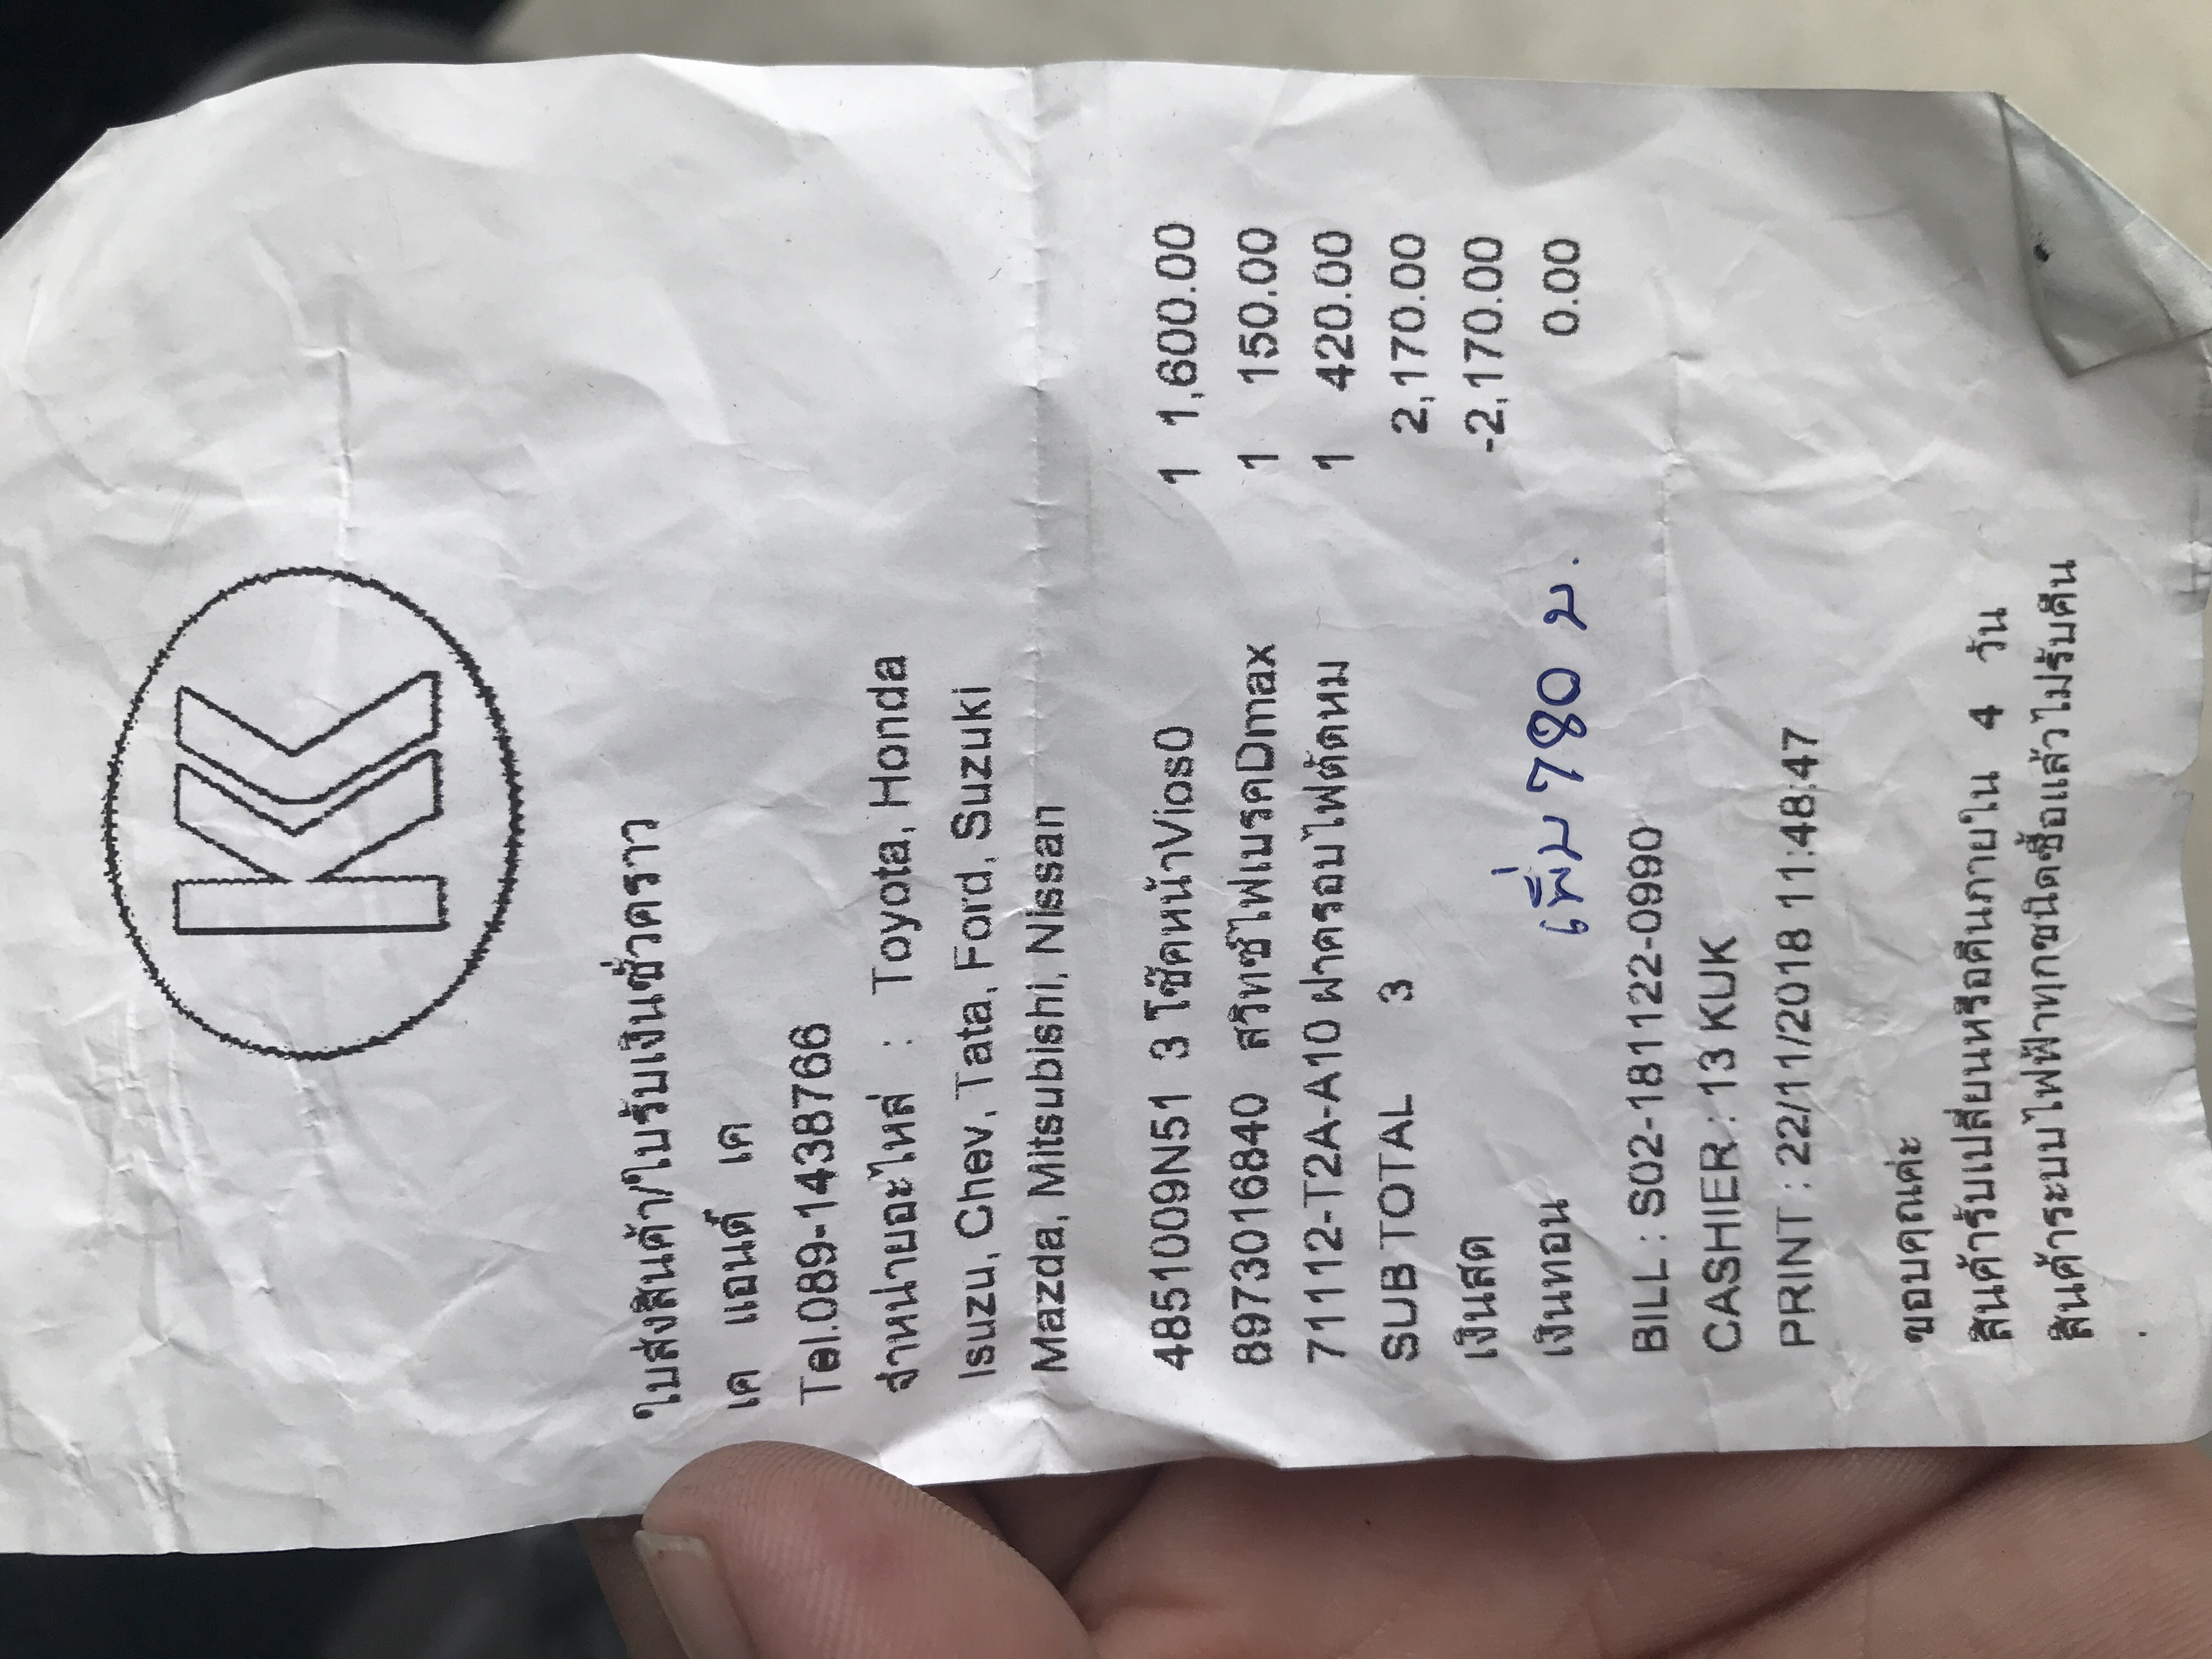 KK
ใบส่งสินค้า/ใบรับเงินชั่วคราว
เค แอนด์ เค
Tel.089-1438766
จำหน่ายอะไหล่ : Toyota, Honda
Isuzu, Chev, Tata, Ford, Suzuki
Mazda, Mitsubishi, Nissan
4851009N51 3 โช๊คหน้าVios0 1 1,600.00
8973016840 สวิทซ์ไฟเบรคDmax 1 150.00
71112-T2A-A10 ฝาครอบไฟตัดหม 1 420.00
SUB TOTAL 3 2,170.00
เงินสด -2,170.00
เงินทอน 0.00
เพิ่ม 780 บ.
BILL : S02-181122-0990
CASHIER : 13 KUK
PRINT : 22/11/2018 11:48:47
ขอบคุณค่ะ
สินค้ารับเปลี่ยนหรือคืนภายใน 4 วัน
สินค้าระบบไฟฟ้าทุกชนิดซื้อแล้วไม่รับคืน
.